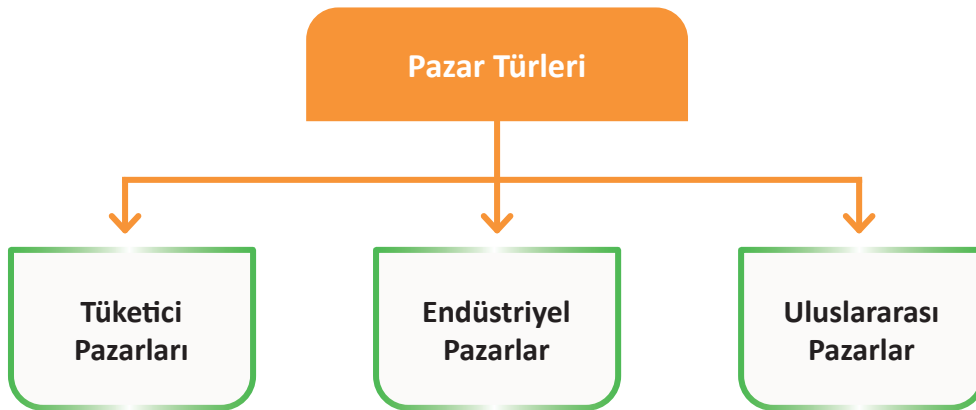 Pazar Türleri
Tüketici
Pazarları
Endüstriyel
Pazarlar
Uluslararası
Pazarlar